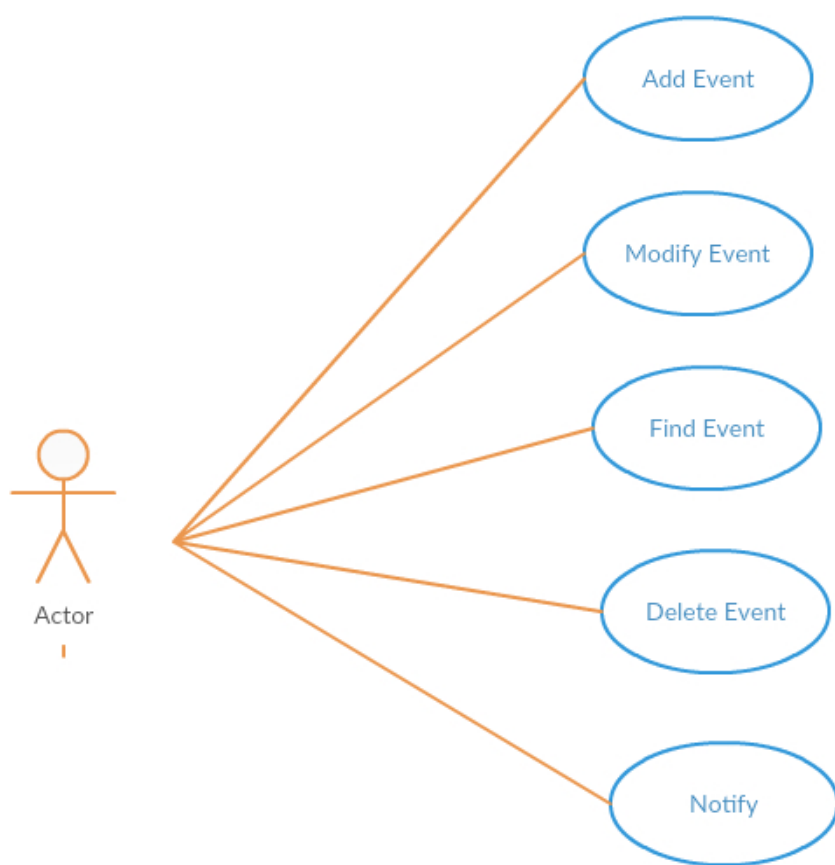 Add Event
Modify Event
Find Event
Delete Event
Actor
Notify